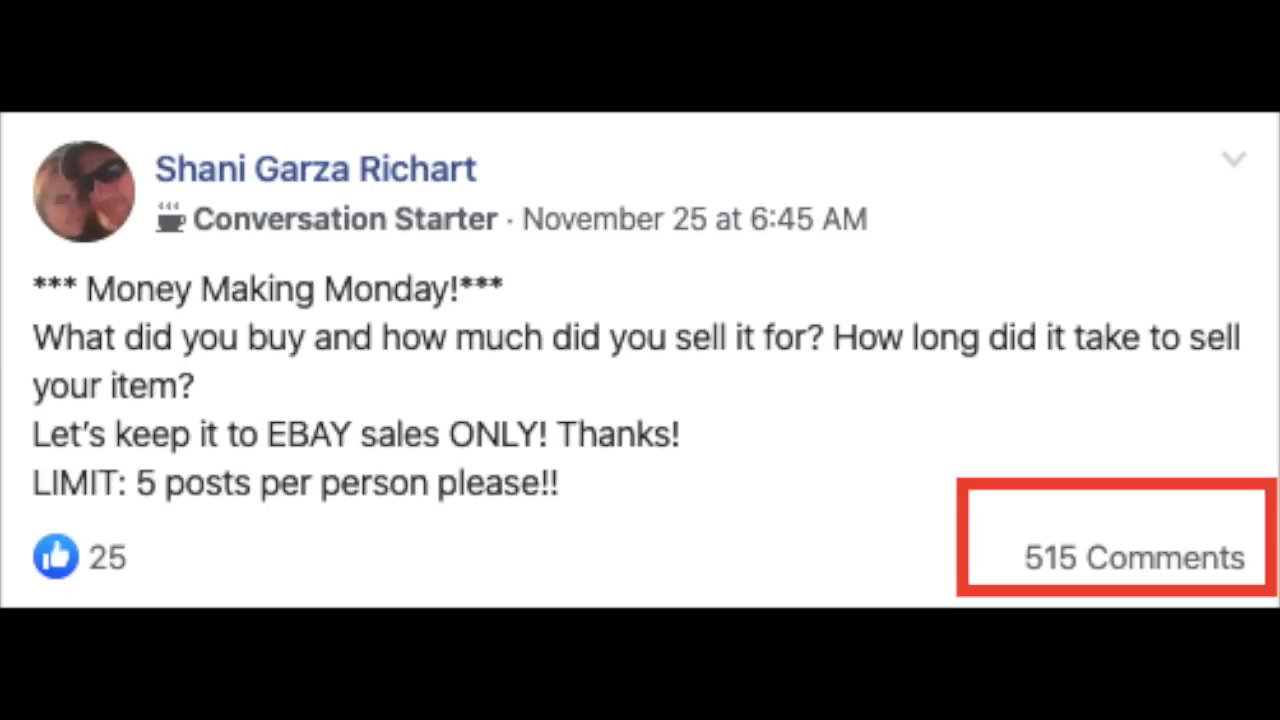 Shani Garza Richart
Conversation Starter · November 25 at 6:45 AM
*** Money Making Monday!***
What did you buy and how much did you sell it for? How long did it take to sell
your item?
Let's keep it to EBAY sales ONLY! Thanks!
LIMIT: 5 posts per person please!!
25
515 Comments